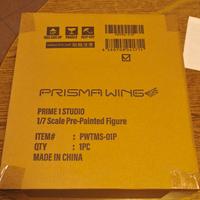 PRISMA WING
PRIME 1 STUDIO
1/7 Scale Pre-Painted Figure
ITEM# : PWTMS-01P
QTY : 1PC
MADE IN CHINA